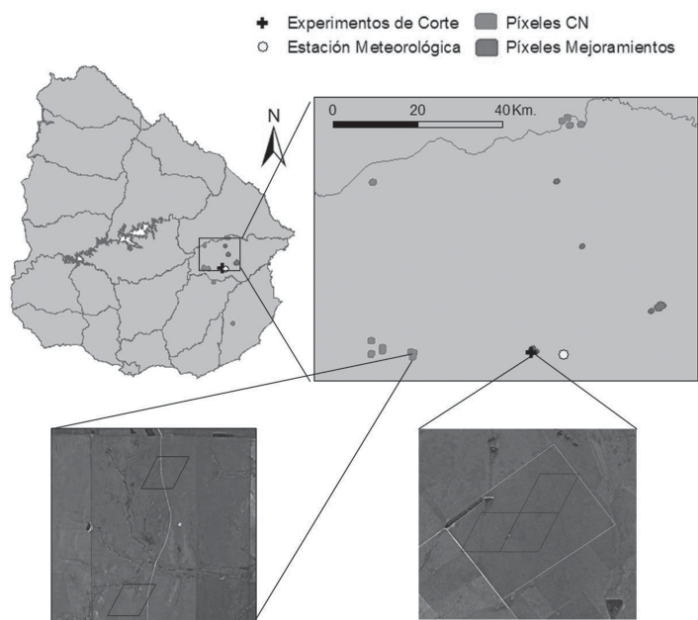 Experimentos de Corte
Píxeles CN
Estación Meteorológica
Píxeles Mejoramientos
N
0 20 40 Km.